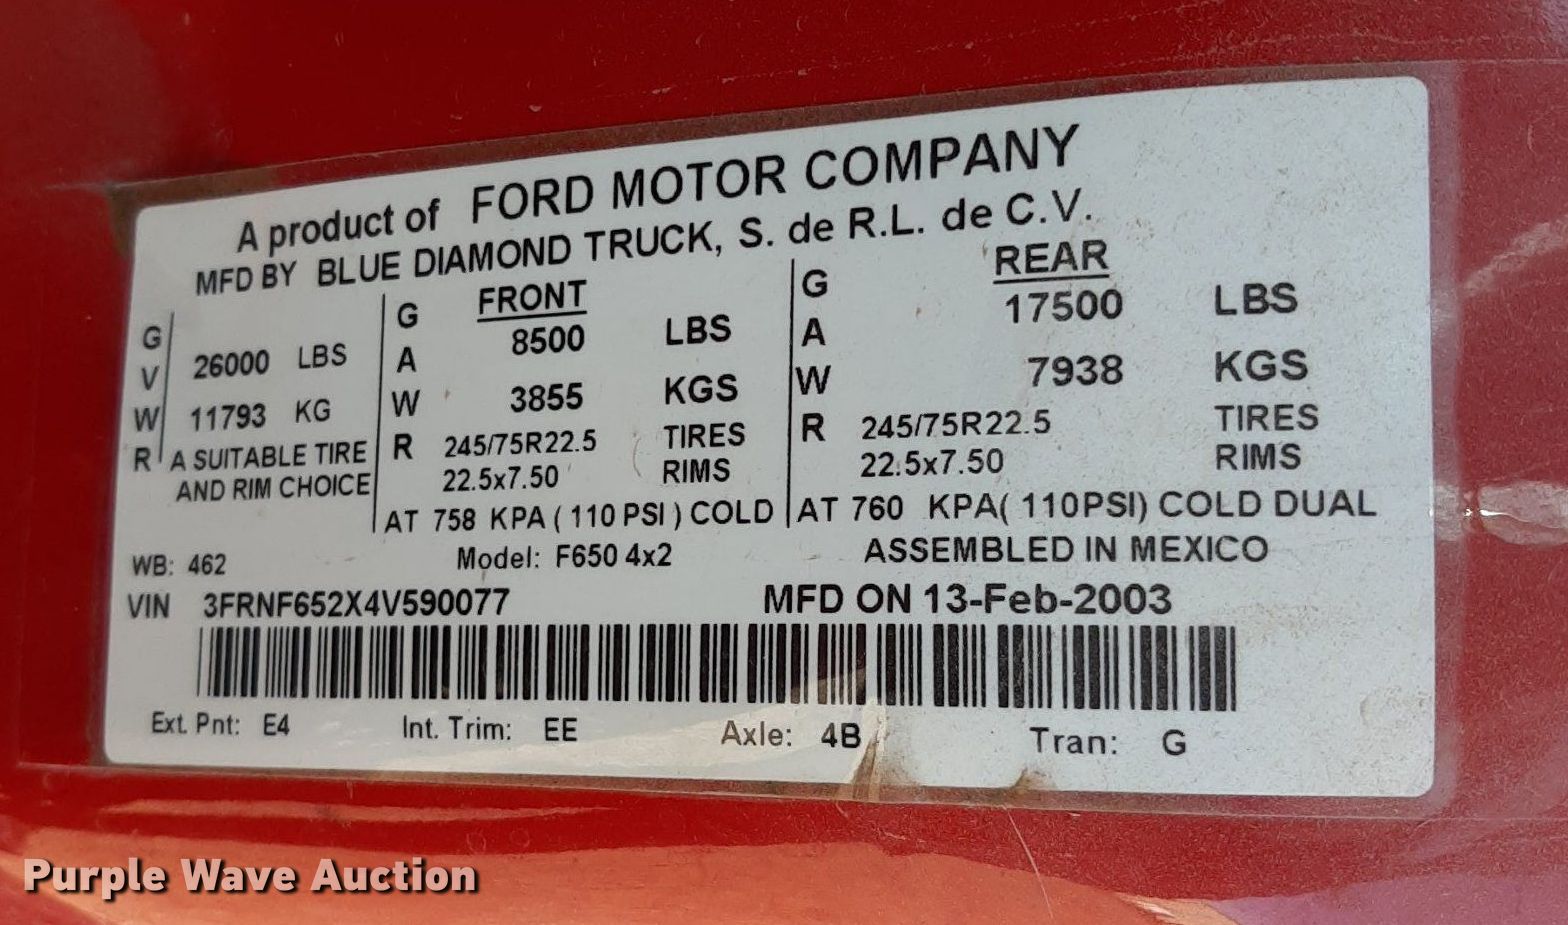 A product of FORD MOTOR COMPANY
MFD BY BLUE DIAMOND TRUCK, S. de R.L. de C.V.
GVWR
26000 LBS
11793 KG
A SUITABLE TIRE
AND RIM CHOICE
GAWR
FRONT
8500 LBS
3855 KGS
245/75R22.5 TIRES
22.5x7.50 RIMS
AT 758 KPA ( 110 PSI ) COLD
GAWR
REAR
17500 LBS
7938 KGS
245/75R22.5 TIRES
22.5x7.50 RIMS
AT 760 KPA( 110PSI) COLD DUAL
WB: 462 Model: F650 4x2 ASSEMBLED IN MEXICO
VIN 3FRNF652X4V590077 MFD ON 13-Feb-2003
Ext. Pnt: E4 Int. Trim: EE Axle: 4B Tran: G
Purple Wave Auction